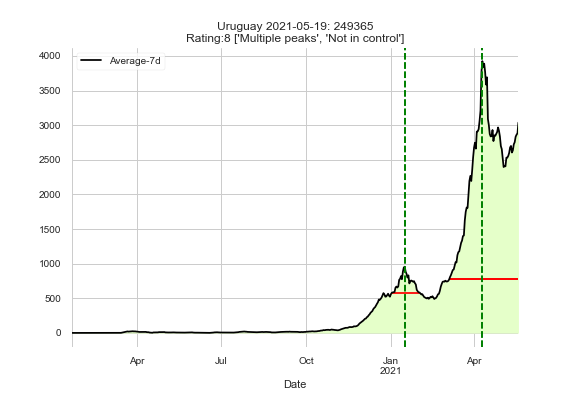 Uruguay 2021-05-19: 249365
Rating:8 ['Multiple peaks', 'Not in control']
Average-7d
4000
3500
3000
2500
2000
1500
1000
500
0
Apr
Jul
Oct
Jan
2021
Apr
Date